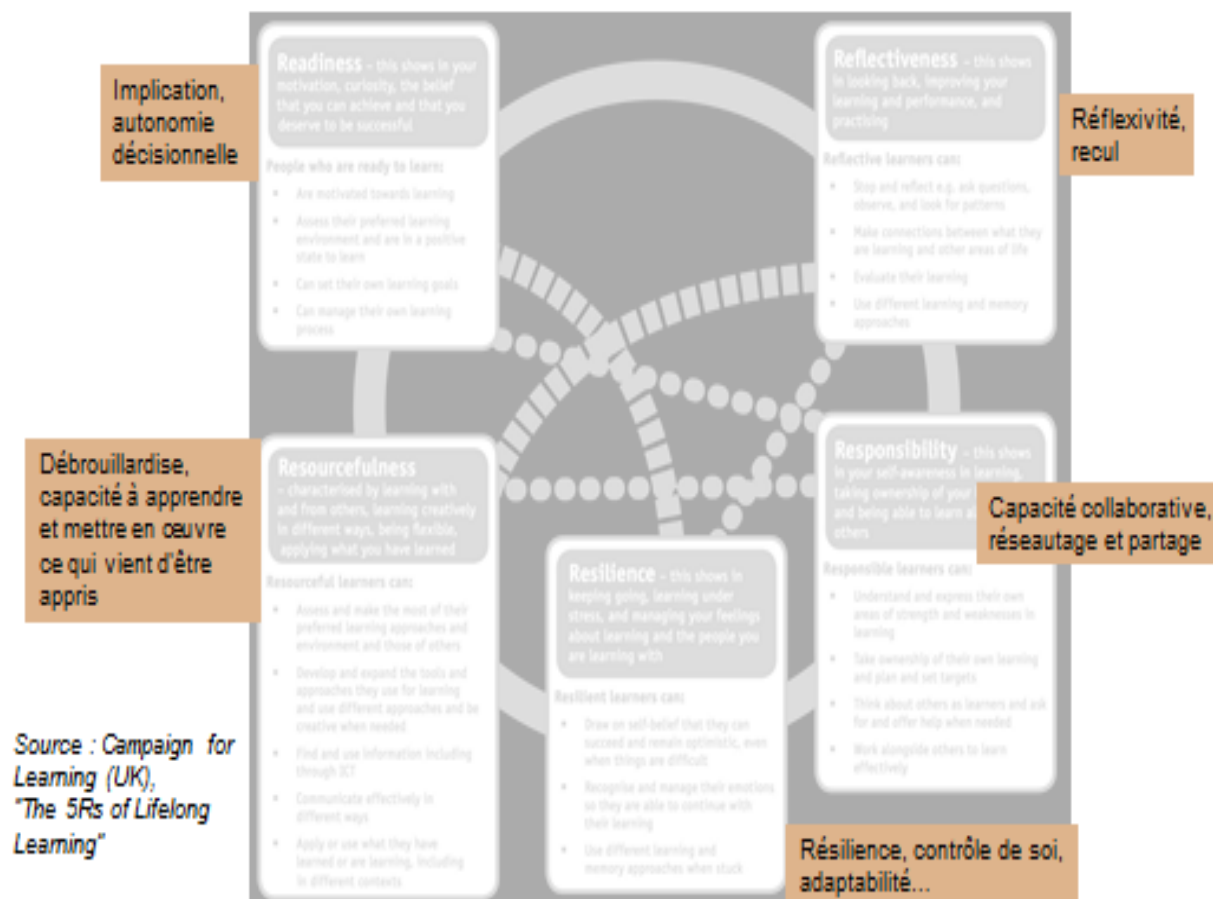 Readiness – this shows in your
motivation, curiosity, the belief
that you can achieve and that you
deserve to be successful
People who are ready to learn:
• Are motivated towards learning
• Assess their preferred learning
environment and are in a positive
state to learn
• Can set their own learning goals
• Can manage their own learning
process
Implication,
autonomie
décisionnelle
Reflectiveness – this shows
in looking back, improving your
learning and performance, and
practising
Reflective learners can:
• Stop and reflect e.g. ask questions,
observe, and look for patterns
• Make connections between what they
are learning and other areas of life
• Evaluate their learning
• Use different learning and memory
approaches
Réflexivité,
recul
Débrouillardise,
capacité à apprendre
et mettre en œuvre
ce qui vient d'être
appris
Resourcefulness
– characterised by learning with
and from others, learning creatively
in different ways, being flexible,
applying what you have learned
Resourceful learners can:
• Assess and make the most of their
preferred learning approaches and
environment and those of others
• Develop and expand the tools and
approaches they use for learning
and use different approaches and be
creative when needed
• Find and use information including
through ICT
• Communicate effectively in
different ways
• Apply or use what they have
learned or are learning, including
in different contexts
Resilience – this shows in
keeping going, learning under
stress, and managing your feelings
about learning and the people you
are learning with
Resilient learners can:
• Draw on self-belief that they can
succeed and remain optimistic, even
when things are difficult
• Recognise and manage their emotions
so they are able to continue with
their learning
• Use different learning and
memory approaches when stuck
Responsibility – this shows
in your self-awareness in learning,
taking ownership of your
and being able to learn
others
Responsible learners can:
• Understand and express their own
areas of strength and weaknesses in
learning
• Take ownership of their own learning
and plan and set targets
• Think about others as learners and ask
for and offer help when needed
• Work alongside others to learn
effectively
Capacité collaborative,
réseautage et partage
Résilience, contrôle de soi,
adaptabilité...
Source : Campaign for
Learning (UK),
"The 5Rs of Lifelong
Learning"